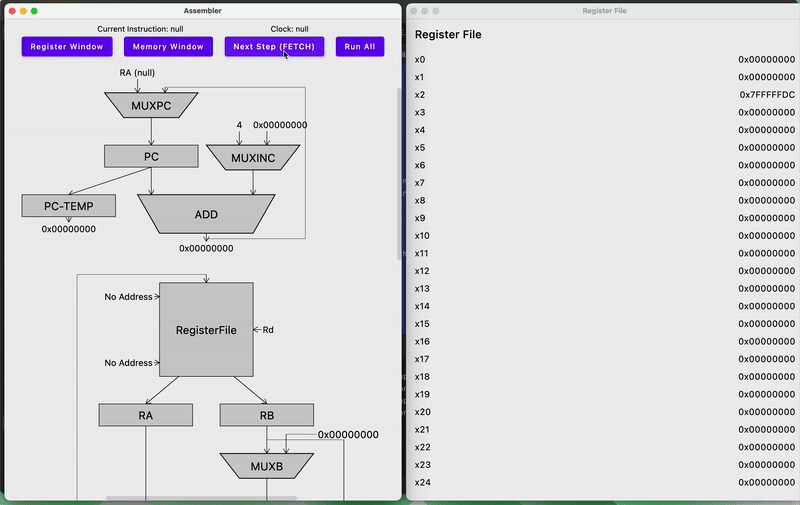 Assembler
Current Instruction: null
Clock: null
Register Window
Memory Window
Next Step (FETCH)
Run All
RA (null)
MUXPC
4
0x00000000
PC
MUXINC
PC-TEMP
ADD
0x00000000
0x00000000
No Address
RegisterFile
Rd
No Address
RA
RB
0x00000000
MUXB
Register File
Register File
x0 0x00000000
x1 0x00000000
x2 0x7FFFFFDC
x3 0x00000000
x4 0x00000000
x5 0x00000000
x6 0x00000000
x7 0x00000000
x8 0x00000000
x9 0x00000000
x10 0x00000000
x11 0x00000000
x12 0x00000000
x13 0x00000000
x14 0x00000000
x15 0x00000000
x16 0x00000000
x17 0x00000000
x18 0x00000000
x19 0x00000000
x20 0x00000000
x21 0x00000000
x22 0x00000000
x23 0x00000000
x24 0x00000000